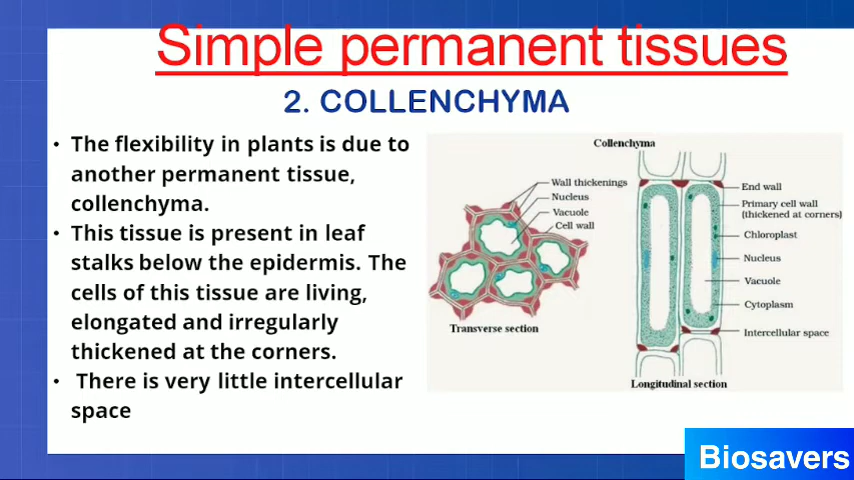 Simple permanent tissues
2. COLLENCHYMA
• The flexibility in plants is due to
another permanent tissue,
collenchyma.
• This tissue is present in leaf
stalks below the epidermis. The
cells of this tissue are living,
elongated and irregularly
thickened at the corners.
• There is very little intercellular
space
Collenchyma
Wall thickenings
Nucleus
Vacuole
Cell wall
Transverse section
End wall
Primary cell wall
(thickened at corners)
Chloroplast
Nucleus
Vacuole
Cytoplasm
Intercellular space
Longitudinal section
Biosavers